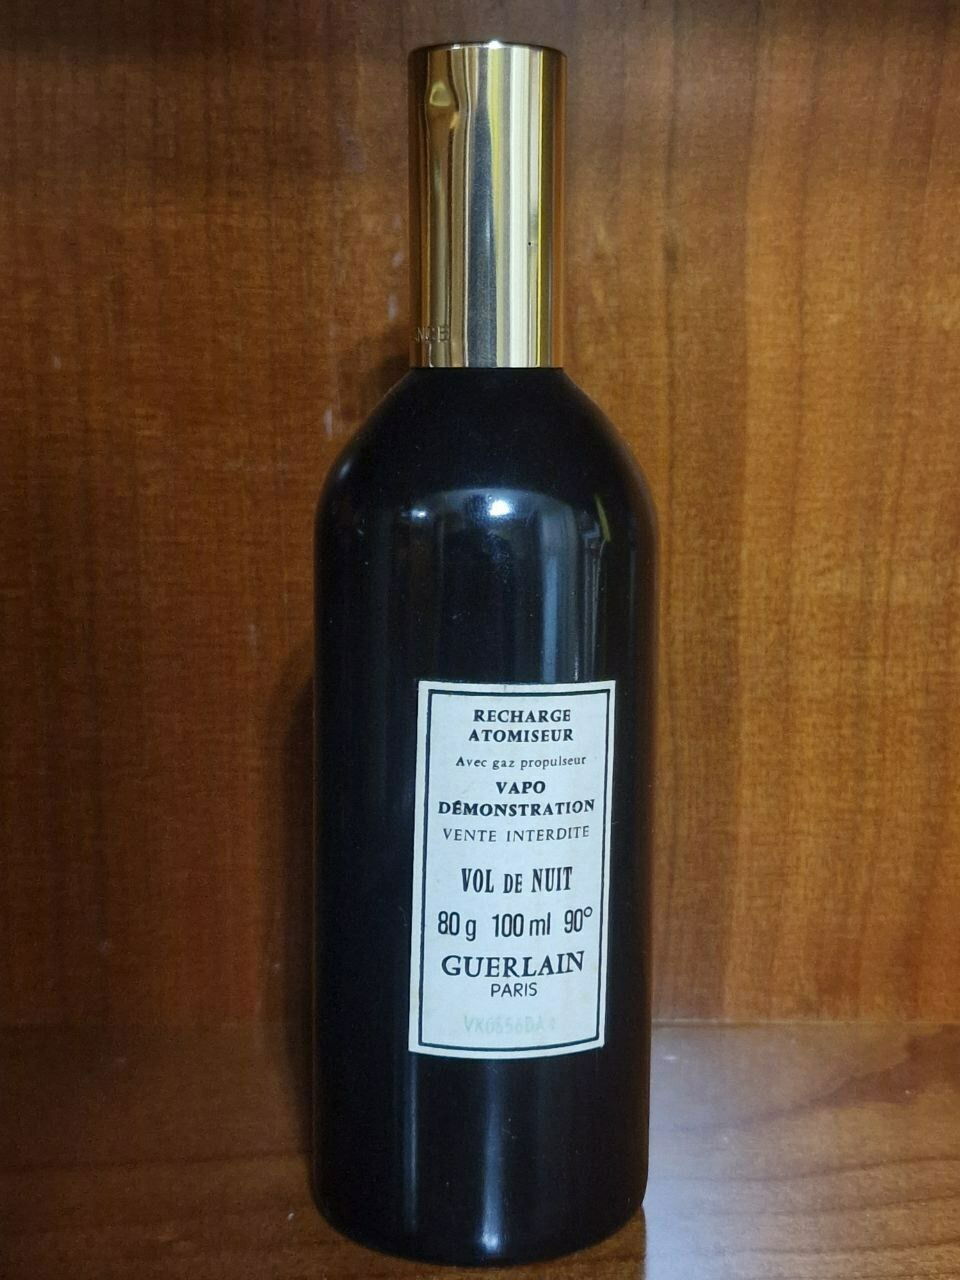 RECHARGE
ATOMISEUR
Avec gaz propulseur
VAPO
DÉMONSTRATION
VENTE INTERDITE
VOL DE NUIT
80 g 100 ml 90°
GUERLAIN
PARIS